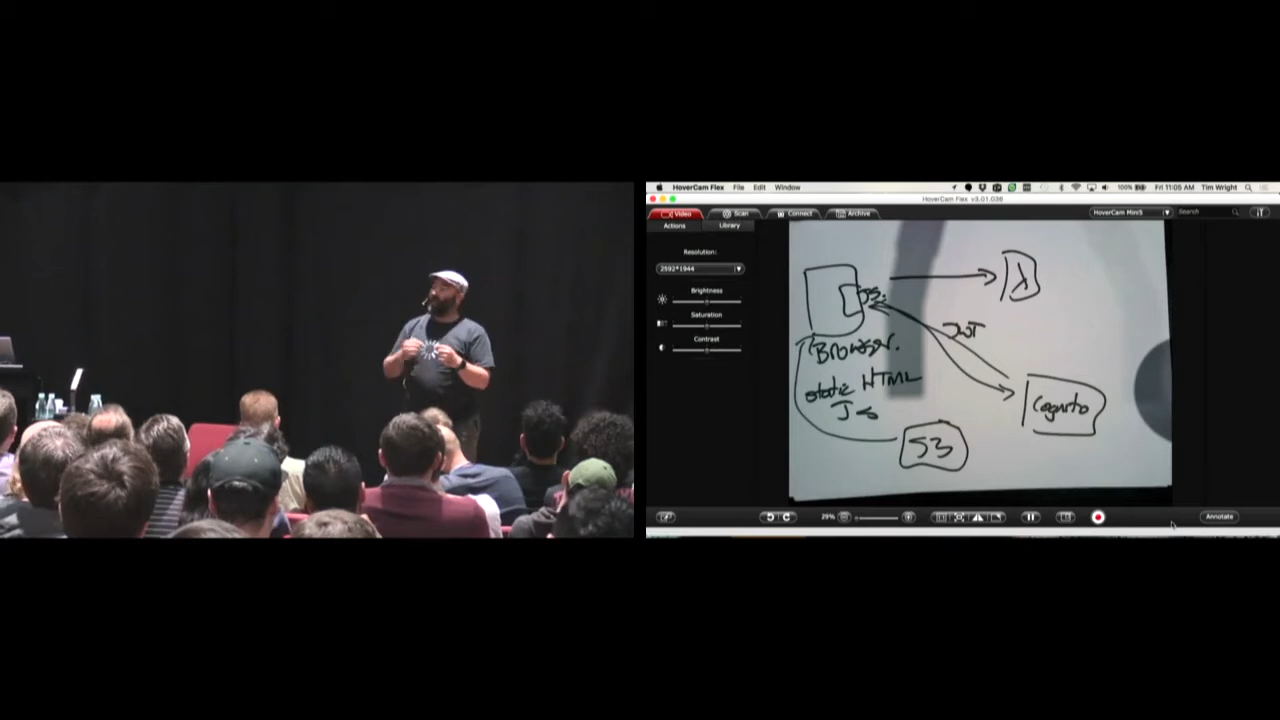 HoverCam Flex File Edit Window
100% Fri 11:05 AM Tim Wright
HoverCam Flex v3.01.036
Video Scan Connect Archive
HoverCam Mini5 Search
Actions Library
Resolution:
2592*1944
Brightness
Saturation
Contrast
JS.
λ
JWT
Browser.
static HTML
JS
Cognito
S3
29%
Annotate